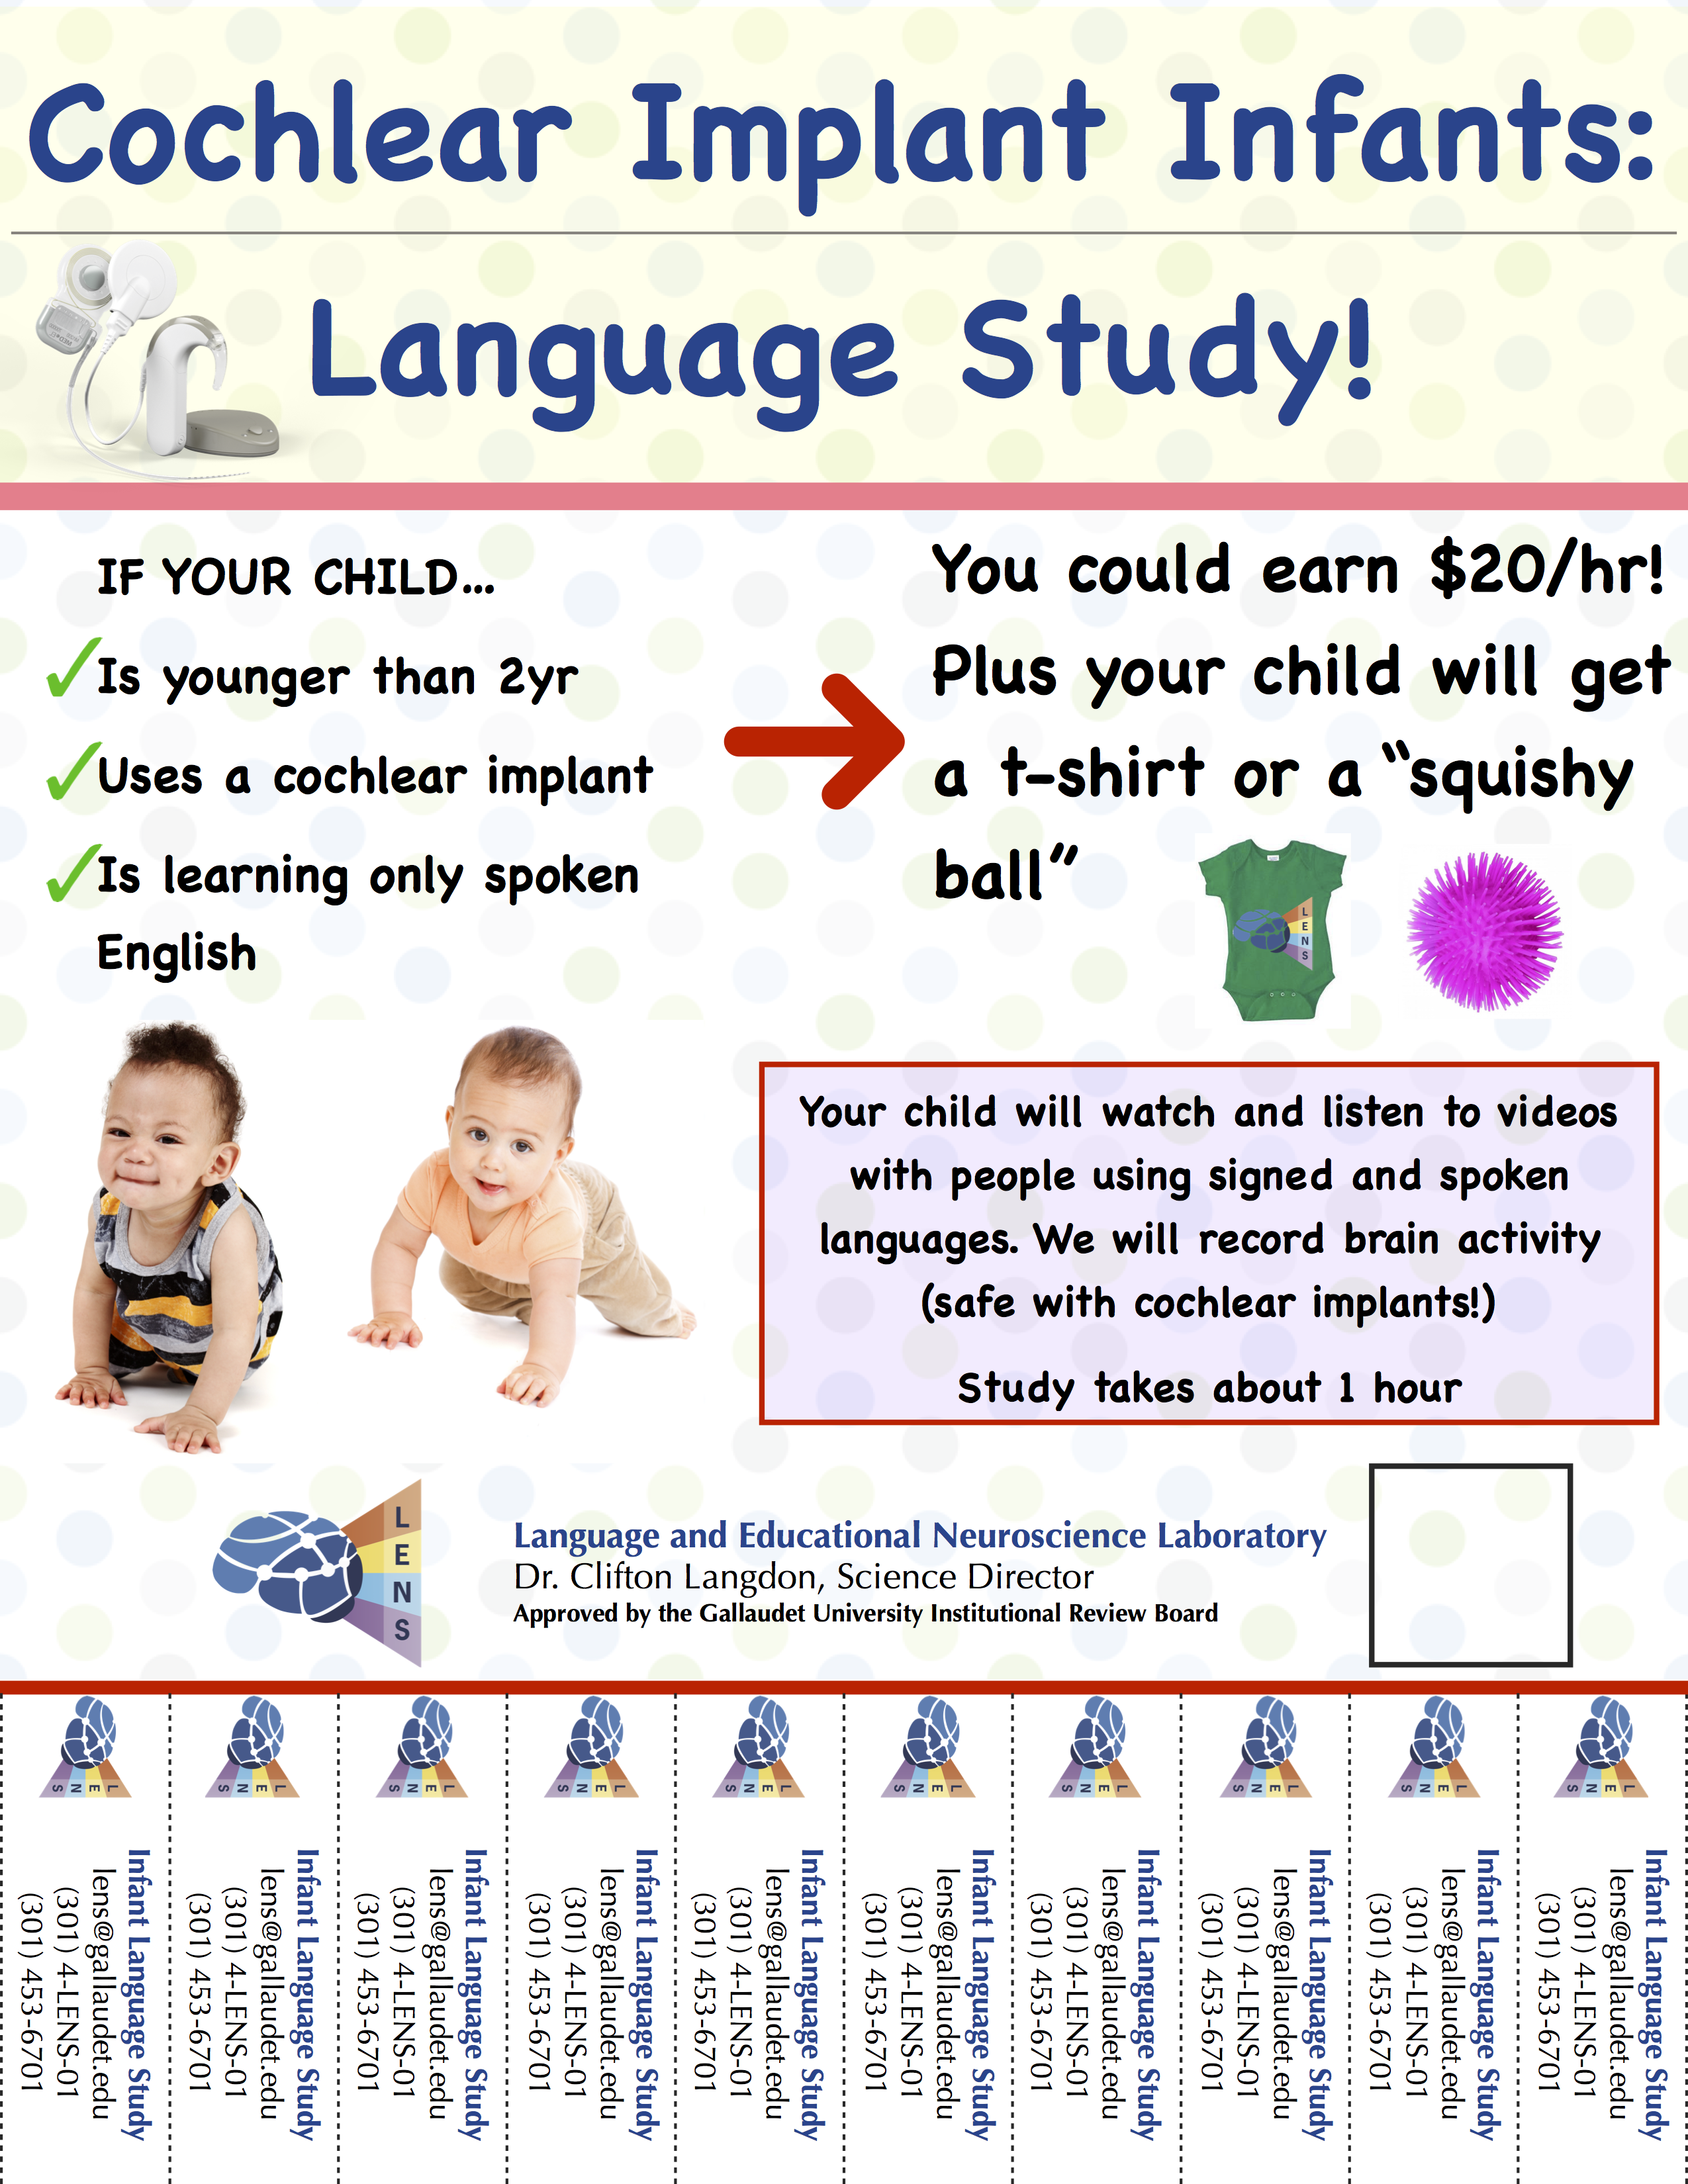 Cochlear Implant Infants:
Language Study!
IF YOUR CHILD...
Is younger than 2yr
Uses a cochlear implant
Is learning only spoken
English
You could earn $20/hr!
Plus your child will get
a t-shirt or a “squishy
ball”
L
E
N
S
Your child will watch and listen to videos
with people using signed and spoken
languages. We will record brain activity
(safe with cochlear implants!)
Study takes about 1 hour
L
E
N
S
Language and Educational Neuroscience Laboratory
Dr. Clifton Langdon, Science Director
Approved by the Gallaudet University Institutional Review Board
LENS
Infant Language Study
lens@gallaudet.edu
(301) 4-LENS-01
(301) 453-6701
LENS
Infant Language Study
lens@gallaudet.edu
(301) 4-LENS-01
(301) 453-6701
LENS
Infant Language Study
lens@gallaudet.edu
(301) 4-LENS-01
(301) 453-6701
LENS
Infant Language Study
lens@gallaudet.edu
(301) 4-LENS-01
(301) 453-6701
LENS
Infant Language Study
lens@gallaudet.edu
(301) 4-LENS-01
(301) 453-6701
LENS
Infant Language Study
lens@gallaudet.edu
(301) 4-LENS-01
(301) 453-6701
LENS
Infant Language Study
lens@gallaudet.edu
(301) 4-LENS-01
(301) 453-6701
LENS
Infant Language Study
lens@gallaudet.edu
(301) 4-LENS-01
(301) 453-6701
LENS
Infant Language Study
lens@gallaudet.edu
(301) 4-LENS-01
(301) 453-6701
LENS
Infant Language Study
lens@gallaudet.edu
(301) 4-LENS-01
(301) 453-6701